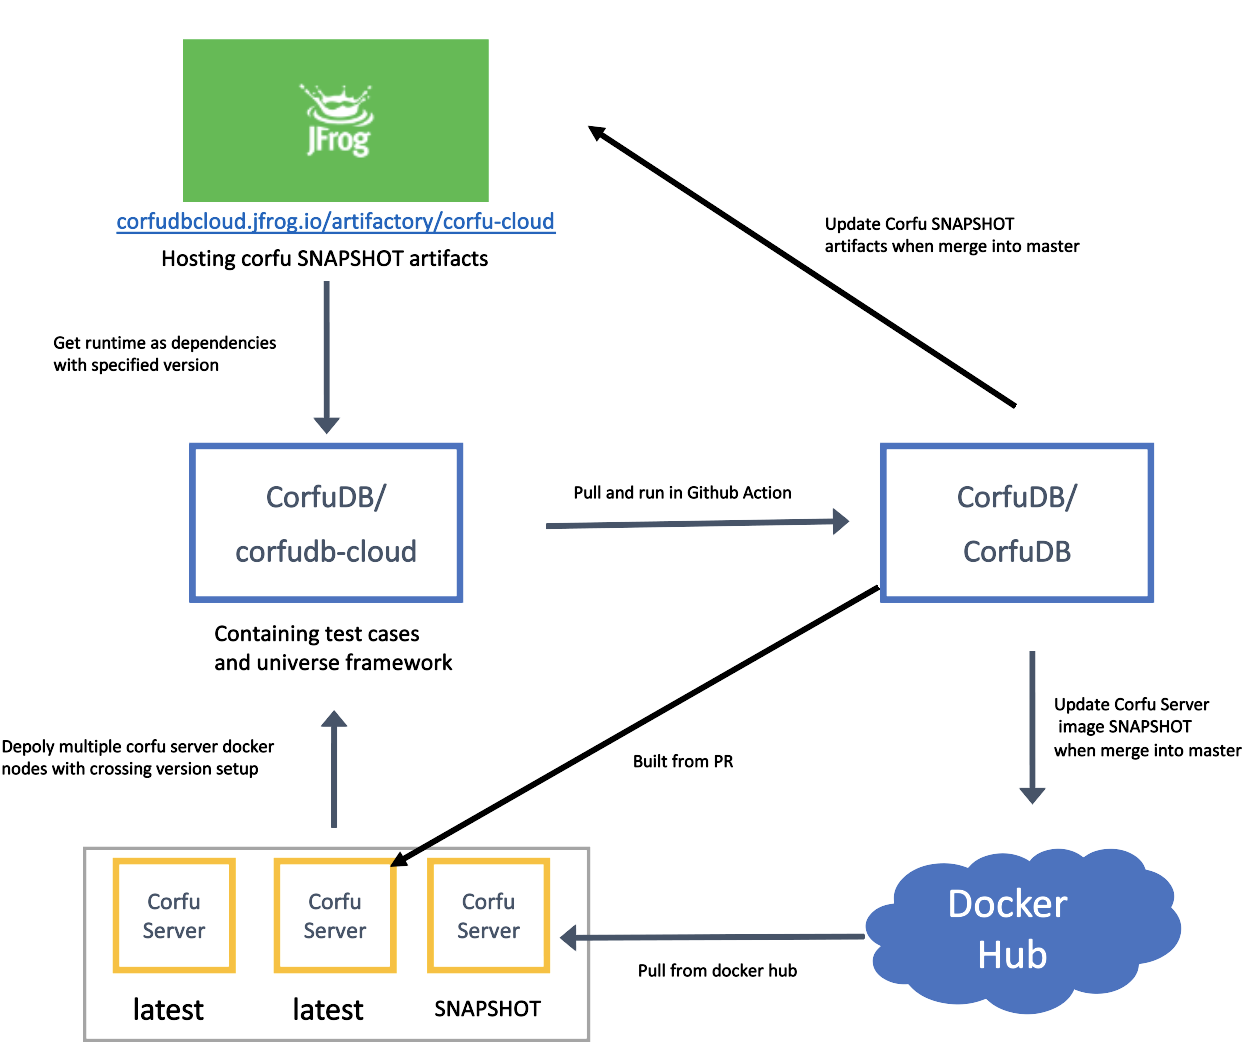 JFrog
corfudbcloud.jfrog.io/artifactory/corfu-cloud
Hosting corfu SNAPSHOT artifacts
Update Corfu SNAPSHOT
artifacts when merge into master
Get runtime as dependencies
with specified version
CorfuDB/
corfudb-cloud
Pull and run in Github Action
CorfuDB/
CorfuDB
Containing test cases
and universe framework
Update Corfu Server
image SNAPSHOT
when merge into master
Depoly multiple corfu server docker
nodes with crossing version setup
Built from PR
Corfu
Server
latest
Corfu
Server
latest
Corfu
Server
SNAPSHOT
Pull from docker hub
Docker
Hub